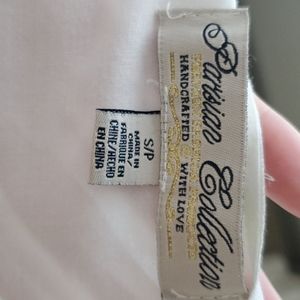 Parisian Collection
HANDCRAFTED WITH LOVE
S/P
MADE IN
CHINA/
FABRIQUE EN
CHINE/HECHO
EN CHINA